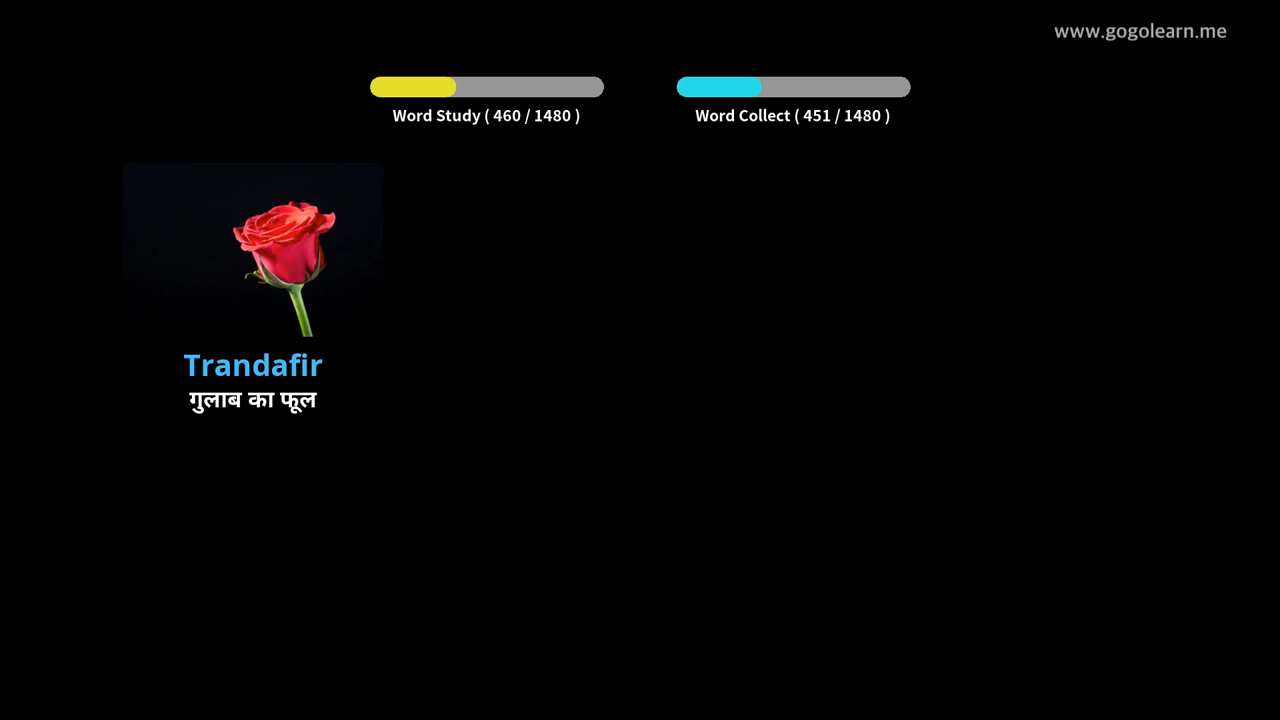 www.gogolearn.me
Word Study ( 460 / 1480 )
Word Collect ( 451 / 1480 )
Trandafir
गुलाब का फूल